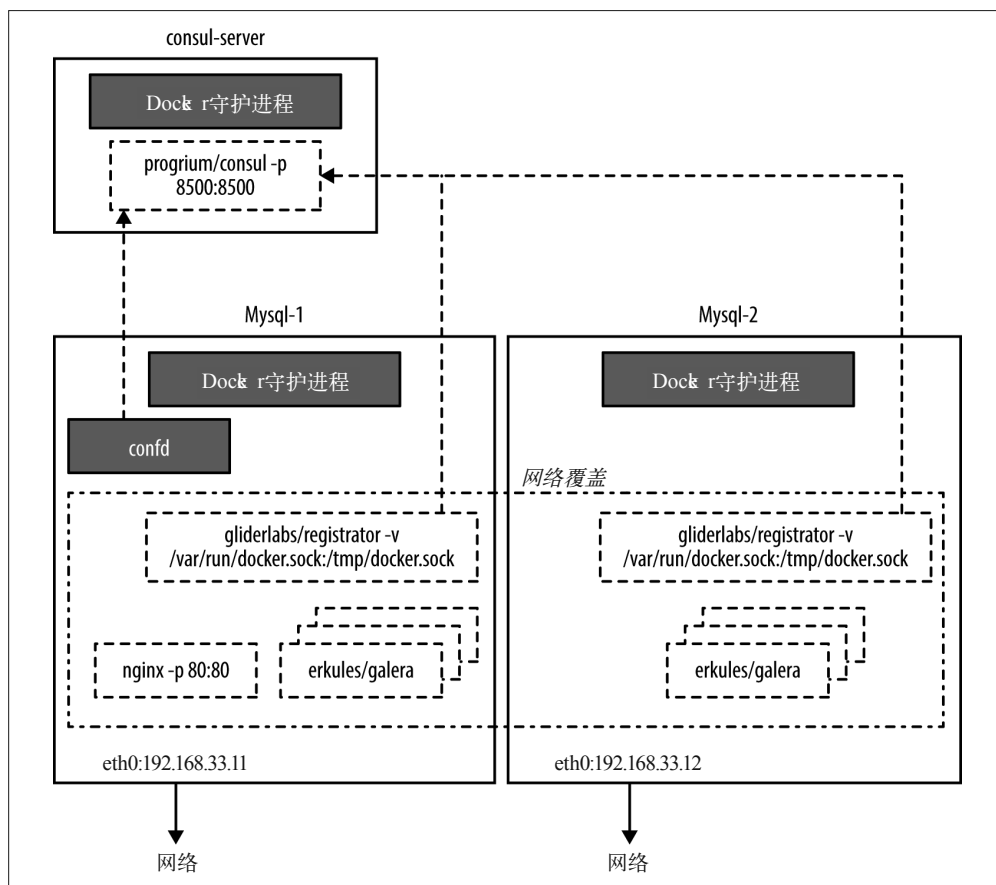 consul-server
Dock r守护进程
progrium/consul -p
8500:8500
Mysql-1
Mysql-2
Dock r守护进程
Dock r守护进程
confd
网络覆盖
gliderlabs/registrator -v
/var/run/docker.sock:/tmp/docker.sock
gliderlabs/registrator -v
/var/run/docker.sock:/tmp/docker.sock
nginx -p 80:80
erkules/galera
erkules/galera
eth0:192.168.33.11
eth0:192.168.33.12
网络
网络